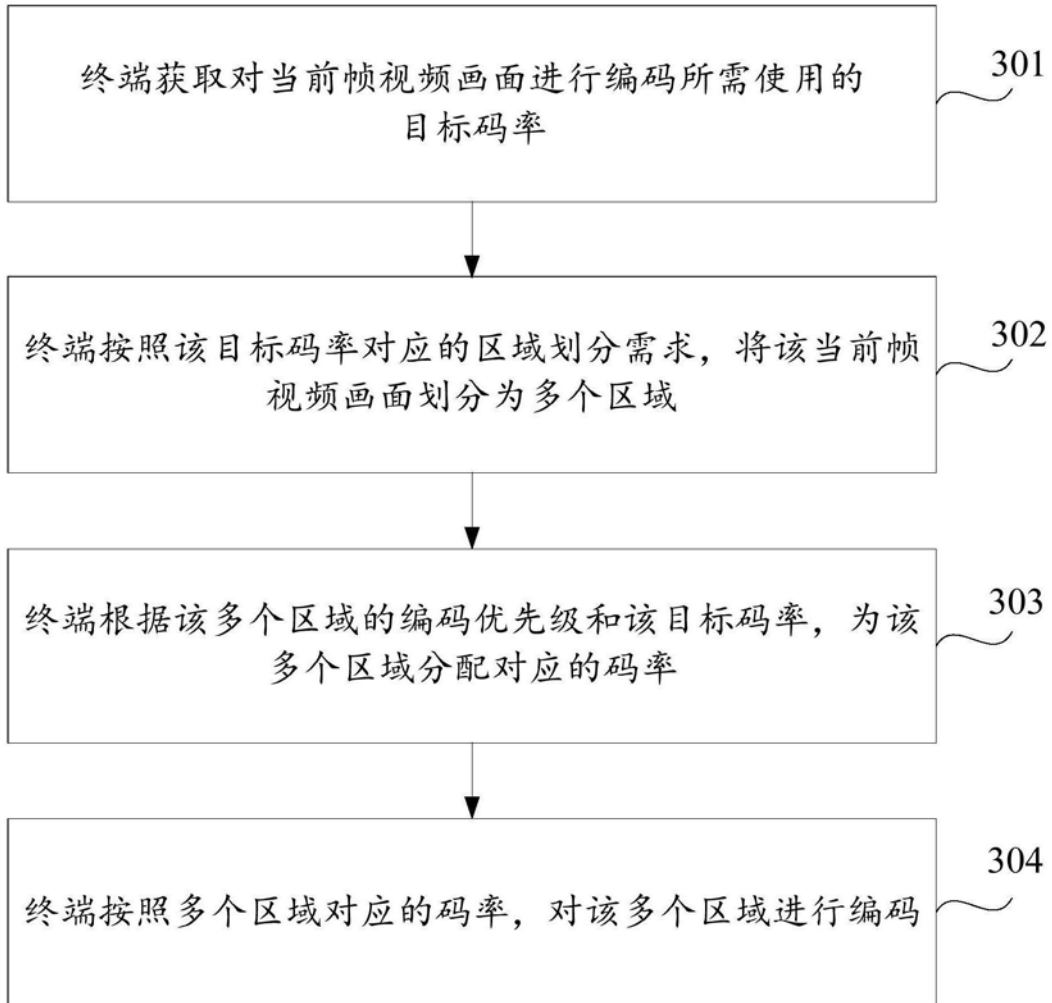 终端获取对当前帧视频画面进行编码所需使用的
目标码率
301
终端按照该目标码率对应的区域划分需求，将该当前帧
视频画面划分为多个区域
302
终端根据该多个区域的编码优先级和该目标码率，为该
多个区域分配对应的码率
303
终端按照多个区域对应的码率，对该多个区域进行编码
304